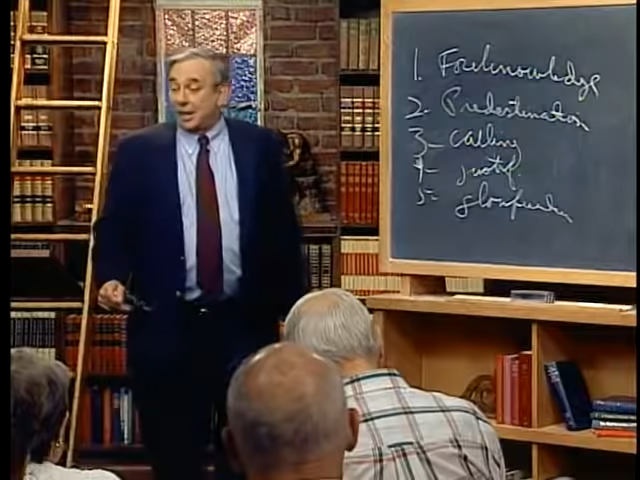 1. Foreknowledge
2. Predestination
3 – calling
4 – justif.
5 – glorification